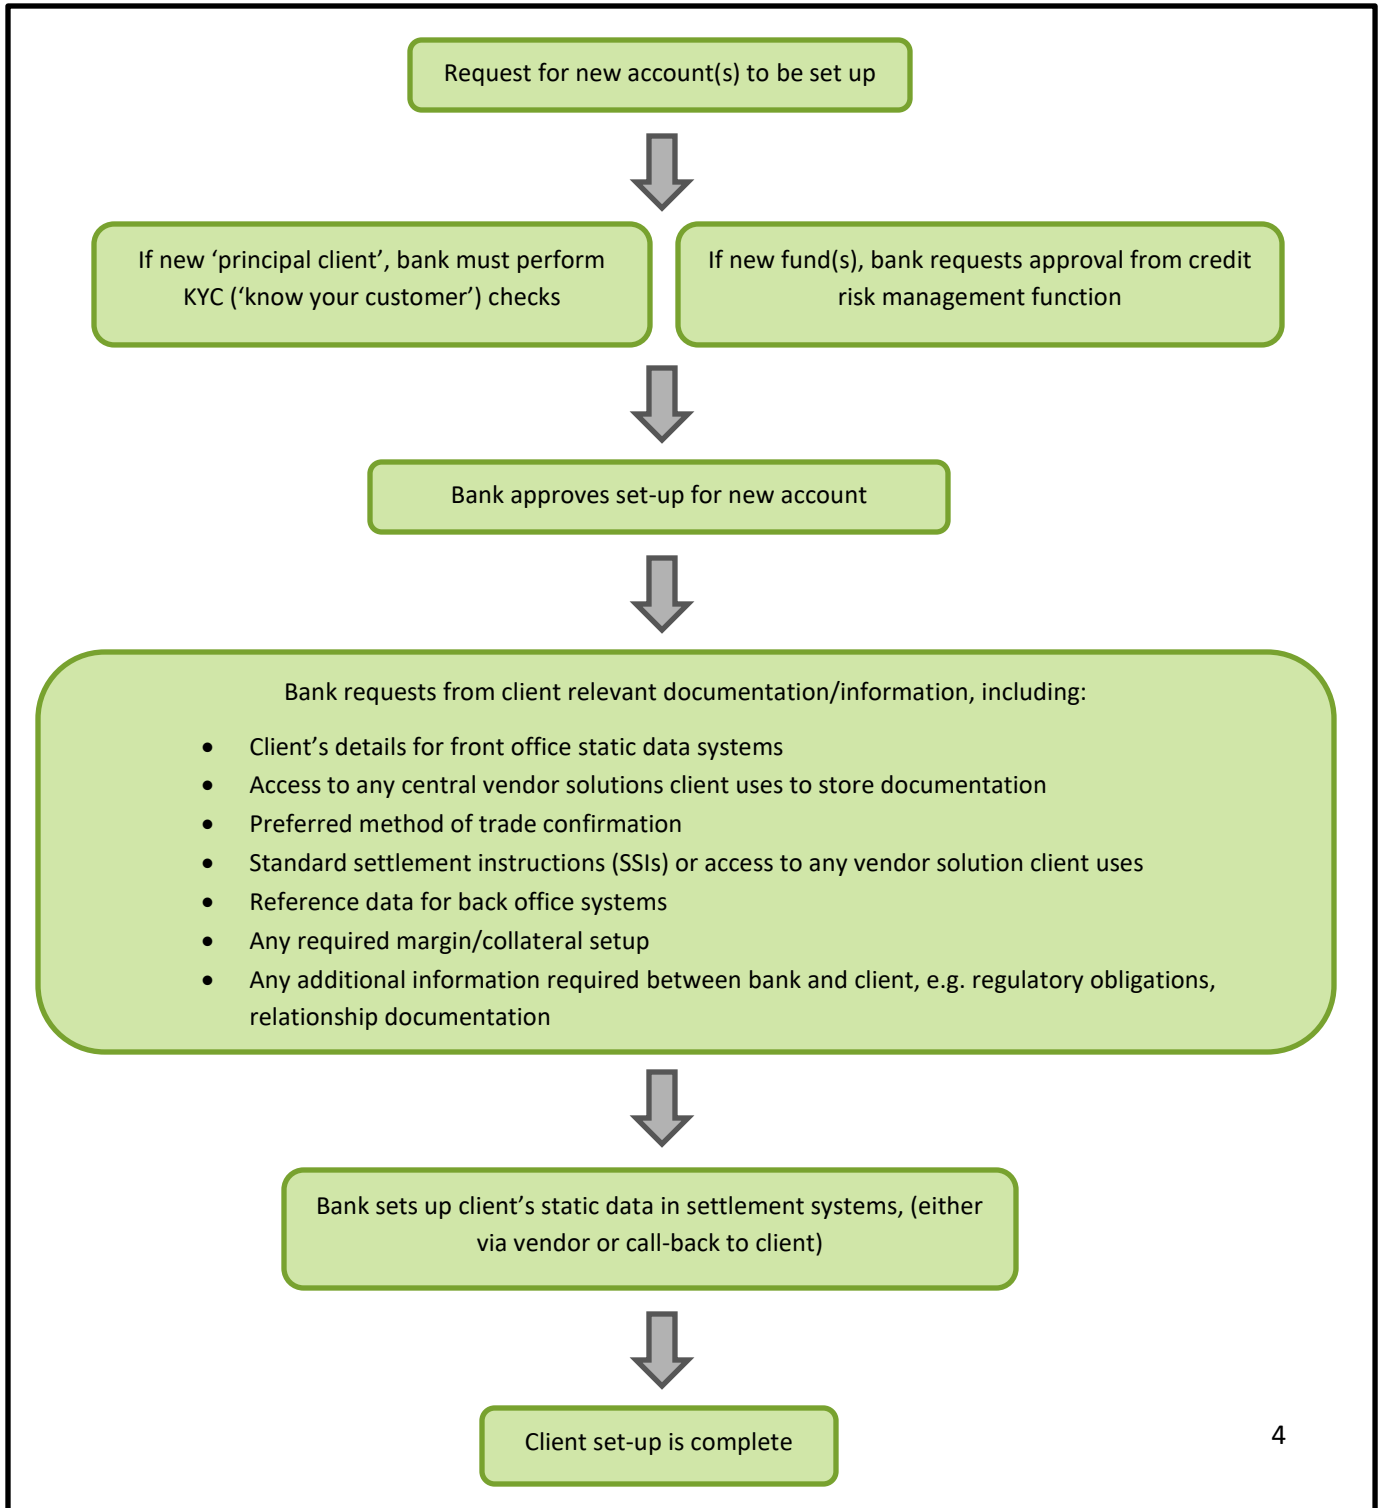 Request for new account(s) to be set up
If new ‘principal client’, bank must perform
KYC (‘know your customer’) checks
If new fund(s), bank requests approval from credit
risk management function
Bank approves set-up for new account
Bank requests from client relevant documentation/information, including:
• Client’s details for front office static data systems
• Access to any central vendor solutions client uses to store documentation
• Preferred method of trade confirmation
• Standard settlement instructions (SSIs) or access to any vendor solution client uses
• Reference data for back office systems
• Any required margin/collateral setup
• Any additional information required between bank and client, e.g. regulatory obligations,
relationship documentation
Bank sets up client’s static data in settlement systems, (either
via vendor or call-back to client)
Client set-up is complete
4